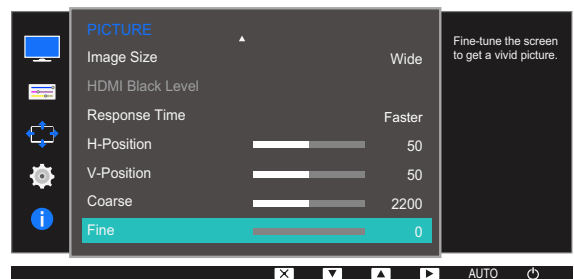 PICTURE
Image Size Wide
HDMI Black Level
Response Time Faster
H-Position 50
V-Position 50
Coarse 2200
Fine 0
Fine-tune the screen
to get a vivid picture.
AUTO